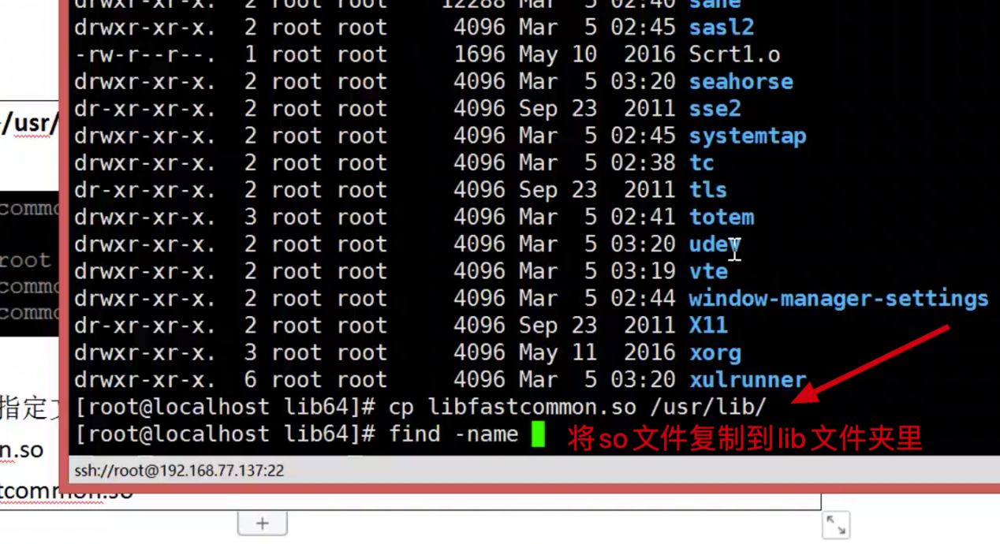 drwxr-xr-x. 2 root root 12288 Mar 5 02:40 sane
drwxr-xr-x. 2 root root 4096 Mar 5 02:45 sasl2
-rw-r--r--. 1 root root 1696 May 10 2016 Scrt1.o
drwxr-xr-x. 2 root root 4096 Mar 5 03:20 seahorse
dr-xr-xr-x. 2 root root 4096 Sep 23 2011 sse2
/usr/
drwxr-xr-x. 2 root root 4096 Mar 5 02:45 systemtap
drwxr-xr-x. 2 root root 4096 Mar 5 02:38 tc
dr-xr-xr-x. 2 root root 4096 Sep 23 2011 tls
commo
drwxr-xr-x. 3 root root 4096 Mar 5 02:41 totem
drwxr-xr-x. 2 root root 4096 Mar 5 03:20 udev
root
drwxr-xr-x. 2 root root 4096 Mar 5 03:19 vte
commo
drwxr-xr-x. 2 root root 4096 Mar 5 02:44 window-manager-settings
commo
dr-xr-xr-x. 2 root root 4096 Sep 23 2011 X11
drwxr-xr-x. 3 root root 4096 May 11 2016 xorg
drwxr-xr-x. 6 root root 4096 Mar 5 03:20 xulrunner
指定
[root@localhost lib64]# cp libfastcommon.so /usr/lib/
[root@localhost lib64]# find -name
将so文件复制到lib文件夹里
n.so
ssh://root@192.168.77.137:22
tcommon.so